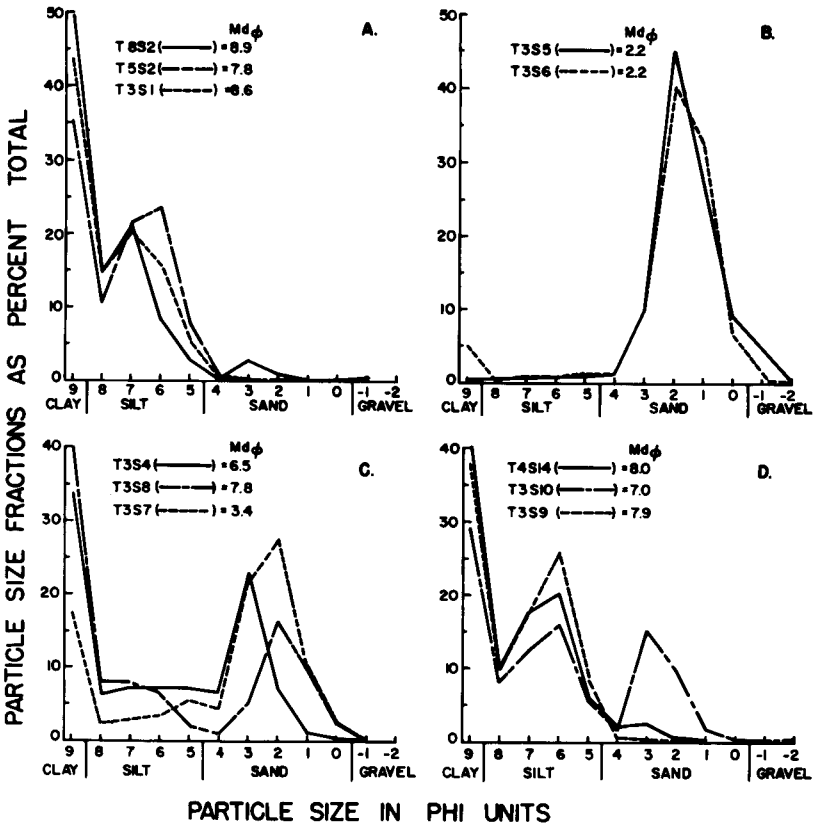 PARTICLE SIZE FRACTIONS AS PERCENT TOTAL
A.
Mdφ
T8S2 (———) = 8.9
T5S2 (— — —) = 7.8
T3S1 (-----) = 8.6
50
40
30
20
10
0
9 8 7 6 5 4 3 2 1 0 -1 -2
CLAY SILT SAND GRAVEL
B.
Mdφ
T3S5 (———) = 2.2
T3S6 (-----) = 2.2
50
40
30
20
10
0
9 8 7 6 5 4 3 2 1 0 -1 -2
CLAY SILT SAND GRAVEL
C.
Mdφ
T3S4 (———) = 6.5
T3S8 (— - —) = 7.8
T3S7 (-----) = 3.4
40
30
20
10
0
9 8 7 6 5 4 3 2 1 0 -1 -2
CLAY SILT SAND GRAVEL
D.
Mdφ
T4S14 (———) = 8.0
T3S10 (— - —) = 7.0
T3S9 (-----) = 7.9
40
30
20
10
0
9 8 7 6 5 4 3 2 1 0 -1 -2
CLAY SILT SAND GRAVEL
PARTICLE SIZE IN PHI UNITS